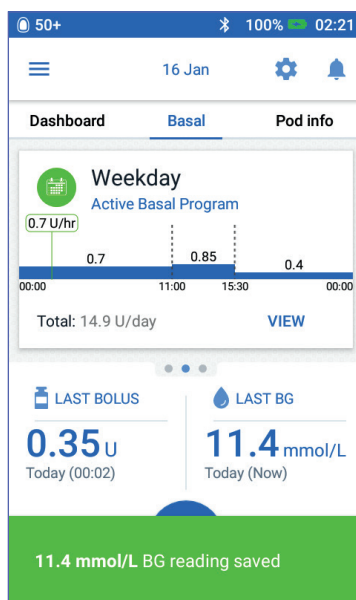 50+ 100% 02:21
16 Jan
Dashboard Basal Pod info
Weekday
Active Basal Program
0.7 U/hr
0.7 0.85 0.4
00:00 11:00 15:30 00:00
Total: 14.9 U/day VIEW
LAST BOLUS LAST BG
0.35 U 11.4 mmol/L
Today (00:02) Today (Now)
11.4 mmol/L BG reading saved